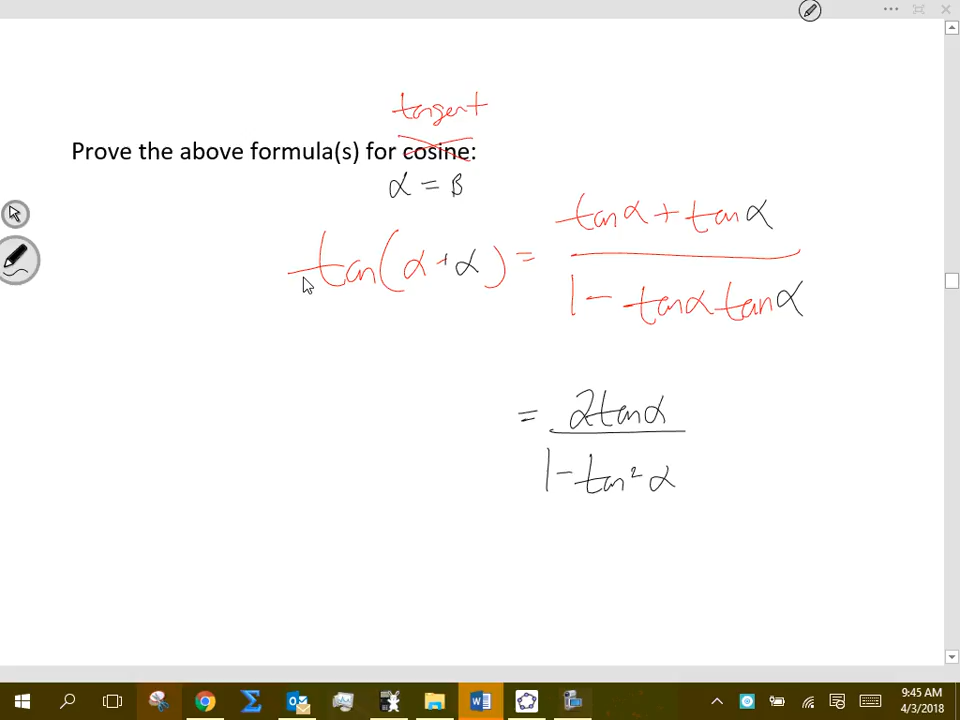 tangent
Prove the above formula(s) for cosine:
α = B
tan(α + α) = tanα + tanα
1 - tanα tanα
= 2tanα
1 - tan² α
9:45 AM
4/3/2018